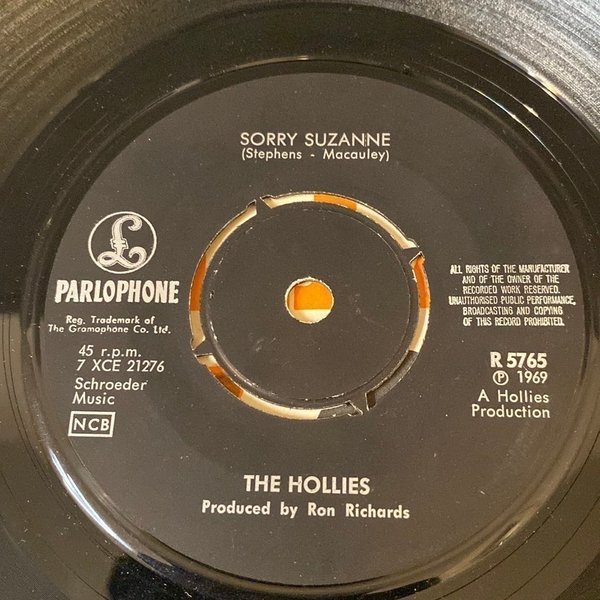 SORRY SUZANNE
(Stephens - Macauley)
£
PARLOPHONE
Reg. Trademark of
The Gramophone Co. Ltd.
45 r.p.m.
7 XCE 21276
Schroeder
Music
NCB
ALL RIGHTS OF THE MANUFACTURER
AND OF THE OWNER OF THE
RECORDED WORK RESERVED.
UNAUTHORISED PUBLIC PERFORMANCE,
BROADCASTING AND COPYING
OF THIS RECORD PROHIBITED.
R 5765
℗ 1969
A Hollies
Production
THE HOLLIES
Produced by Ron Richards